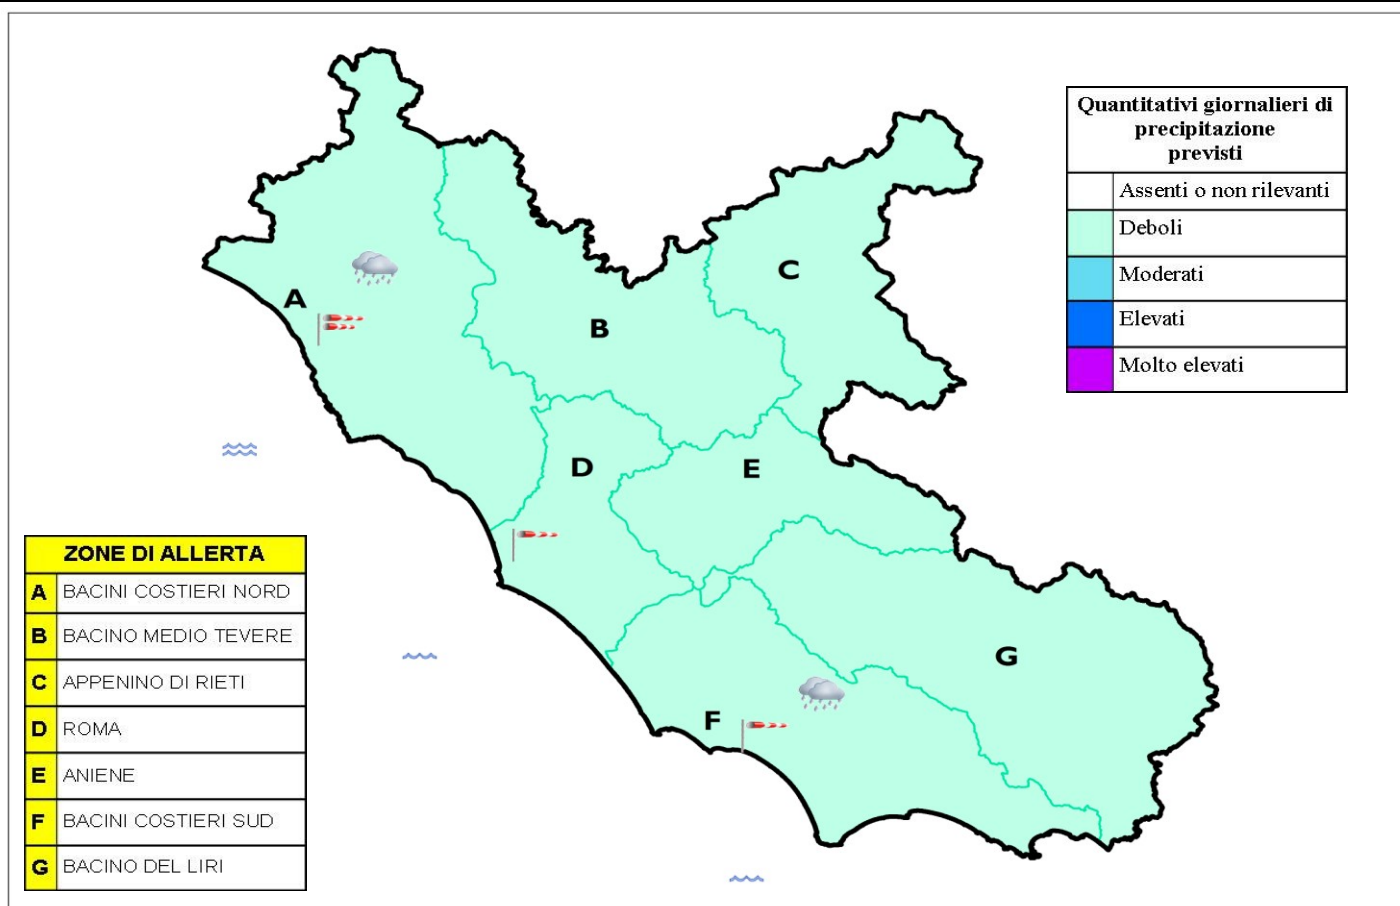 Quantitativi giornalieri di
precipitazione
previsti
Assenti o non rilevanti
Deboli
Moderati
Elevati
Molto elevati
A
B
C
D
E
F
G
ZONE DI ALLERTA
A BACINI COSTIERI NORD
B BACINO MEDIO TEVERE
C APPENINO DI RIETI
D ROMA
E ANIENE
F BACINI COSTIERI SUD
G BACINO DEL LIRI